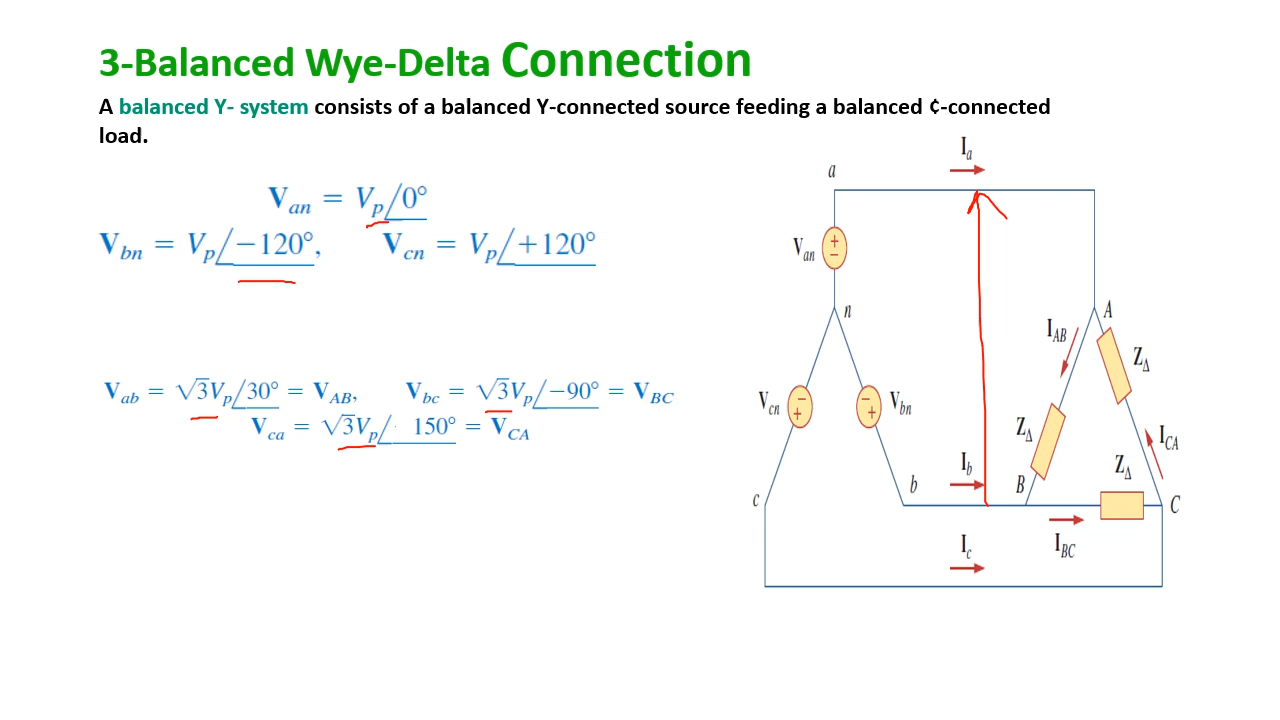 3-Balanced Wye-Delta Connection
A balanced Y- system consists of a balanced Y-connected source feeding a balanced ¢-connected
load.
V_an = V_p/0°
V_bn = V_p/−120°, V_cn = V_p/+120°
V_ab = √3V_p/30° = V_AB, V_bc = √3V_p/−90° = V_BC
V_ca = √3V_p/ 150° = V_CA
I_a
a
V_an
+
−
n
A
I_AB
Z_Δ
V_cn
−
+
−
+
V_bn
Z_Δ
I_CA
I_b
Z_Δ
b
B
c
C
I_c
I_BC